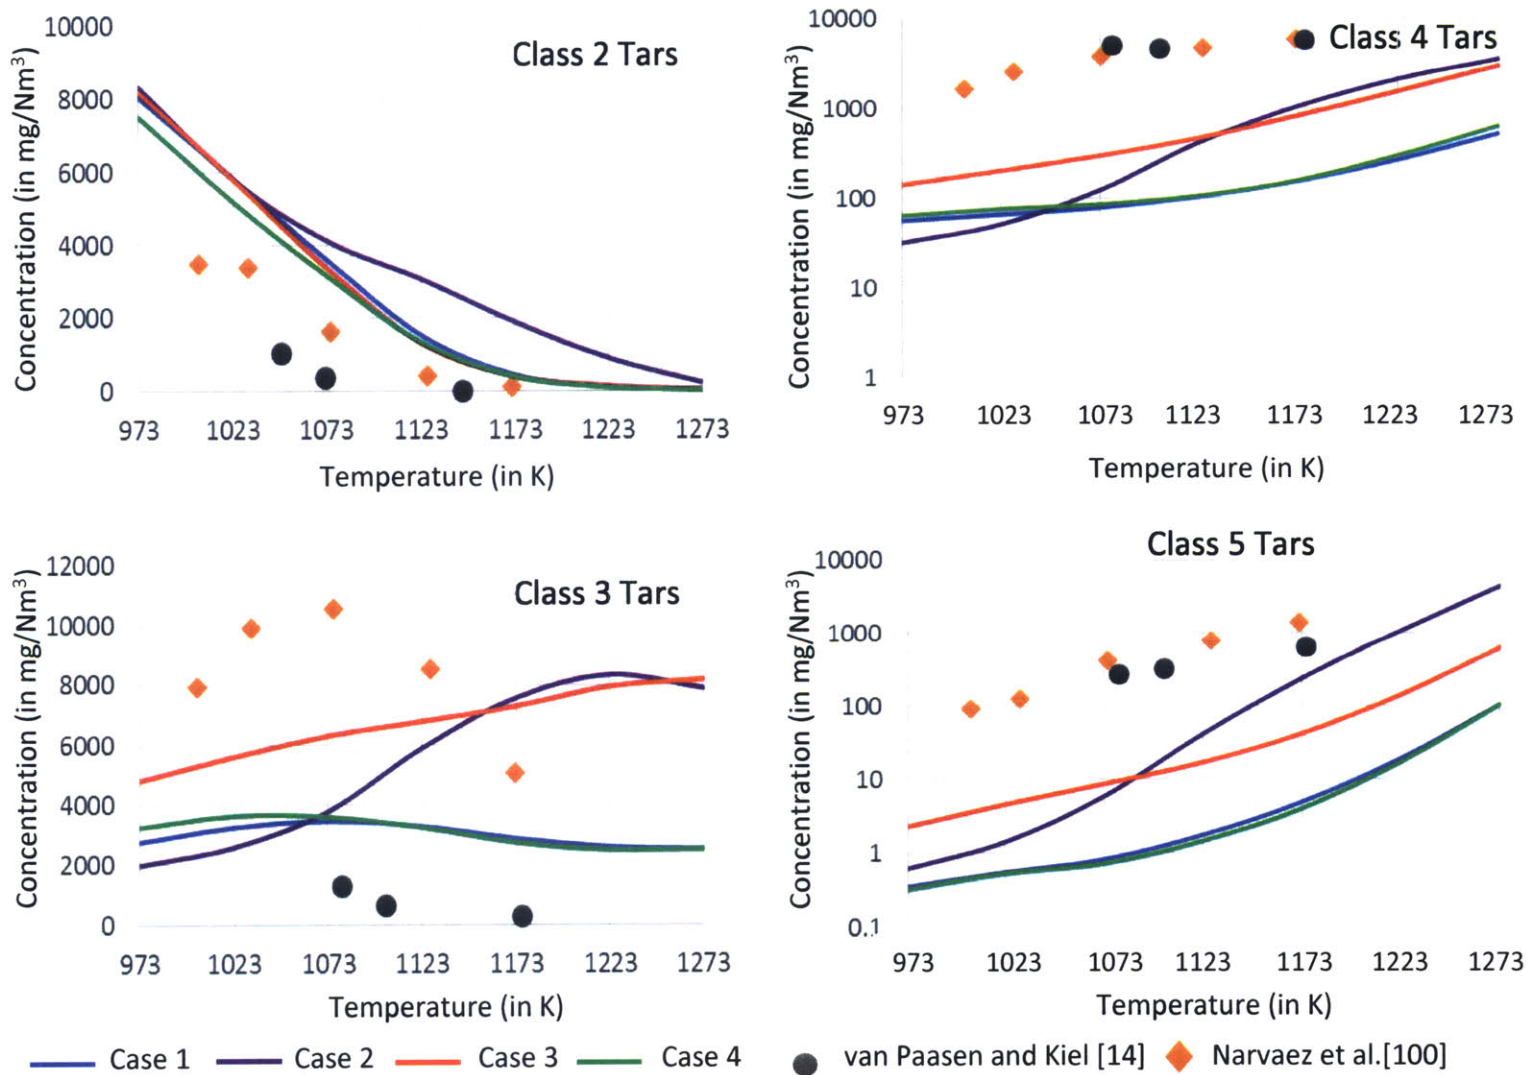 Class 2 Tars
Concentration (in mg/Nm³)
10000
8000
6000
4000
2000
0
973 1023 1073 1123 1173 1223 1273
Temperature (in K)
Class 4 Tars
Concentration (in mg/Nm³)
10000
1000
100
10
1
973 1023 1073 1123 1173 1223 1273
Temperature (in K)
Class 3 Tars
Concentration (in mg/Nm³)
12000
10000
8000
6000
4000
2000
0
973 1023 1073 1123 1173 1223 1273
Temperature (in K)
Class 5 Tars
Concentration (in mg/Nm³)
10000
1000
100
10
1
0.1
973 1023 1073 1123 1173 1223 1273
Temperature (in K)
Case 1 Case 2 Case 3 Case 4 van Paasen and Kiel [14] Narvaez et al.[100]